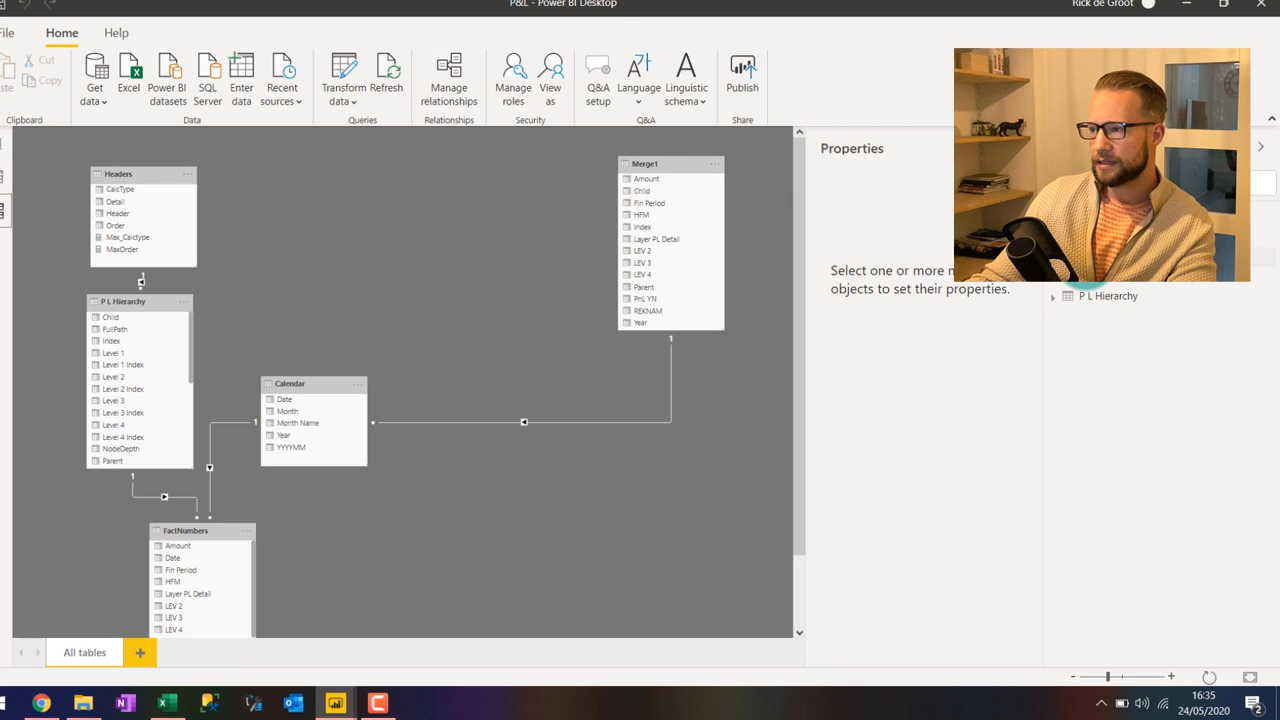 P&L - Power BI Desktop
Rick de Groot
File
Home
Help
Cut
Copy
Clipboard
Get data
Excel
Power BI datasets
SQL Server
Enter data
Recent sources
Data
Transform data
Refresh
Queries
Manage relationships
Relationships
Manage roles
View as
Security
Q&A setup
Language
Linguistic schema
Q&A
Publish
Share
Headers
CalcType
Detail
Header
Order
Max_Calctype
MaxOrder
1
P L Hierarchy
Child
FullPath
Index
Level 1
Level 1 Index
Level 2
Level 2 Index
Level 3
Level 3 Index
Level 4
Level 4 Index
NodeDepth
Parent
1
1
Calendar
Date
Month
Month Name
Year
YYYYMM
FactNumbers
Amount
Date
Fin Period
HFM
Layer PL Detail
LEV 2
LEV 3
LEV 4
Merge1
Amount
Child
Fin Period
HFM
Index
Layer PL Detail
LEV 2
LEV 3
LEV 4
Parent
PnL YN
REKNAM
Year
1
Properties
Select one or more
objects to set their properties.
P L Hierarchy
All tables
16:35
24/05/2020
2